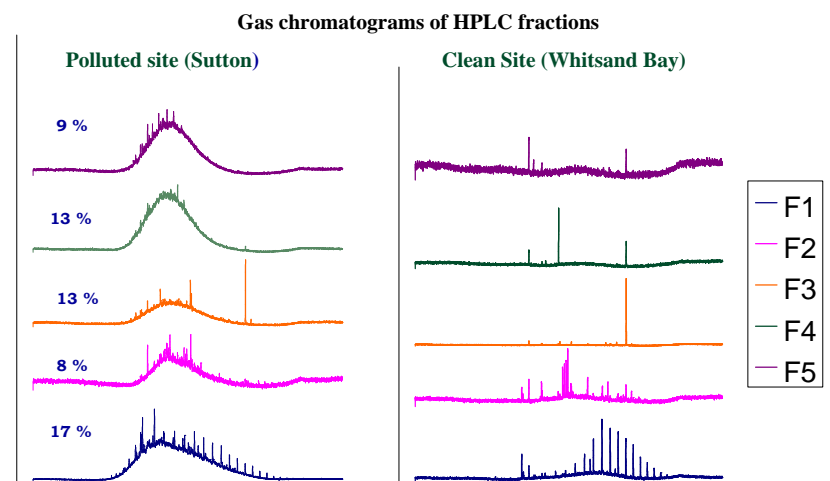 Gas chromatograms of HPLC fractions
Polluted site (Sutton)
Clean Site (Whitsand Bay)
9 %
13 %
13 %
8 %
17 %
F1
F2
F3
F4
F5